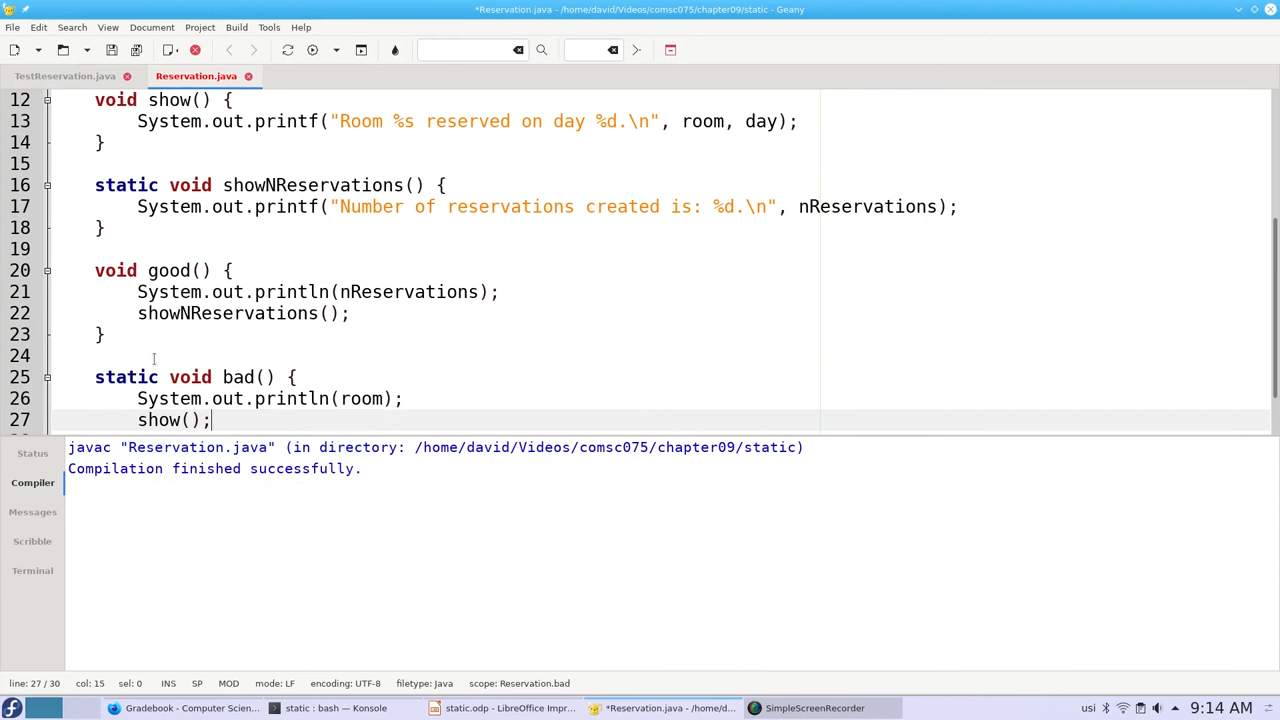 *Reservation.java - /home/david/Videos/comsc075/chapter09/static - Geany
File Edit Search View Document Project Build Tools Help
TestReservation.java Reservation.java
12 void show() {
13 System.out.printf("Room %s reserved on day %d.\n", room, day);
14 }
15
16 static void showNReservations() {
17 System.out.printf("Number of reservations created is: %d.\n", nReservations);
18 }
19
20 void good() {
21 System.out.println(nReservations);
22 showNReservations();
23 }
24
25 static void bad() {
26 System.out.println(room);
27 show();
Status
Compiler
Messages
Scribble
Terminal
javac "Reservation.java" (in directory: /home/david/Videos/comsc075/chapter09/static)
Compilation finished successfully.
line: 27 / 30 col: 15 sel: 0 INS SP MOD mode: LF encoding: UTF-8 filetype: Java scope: Reservation.bad
Gradebook - Computer Scien... static : bash — Konsole static.odp - LibreOffice Impr... *Reservation.java - /home/d... SimpleScreenRecorder usi 9:14 AM